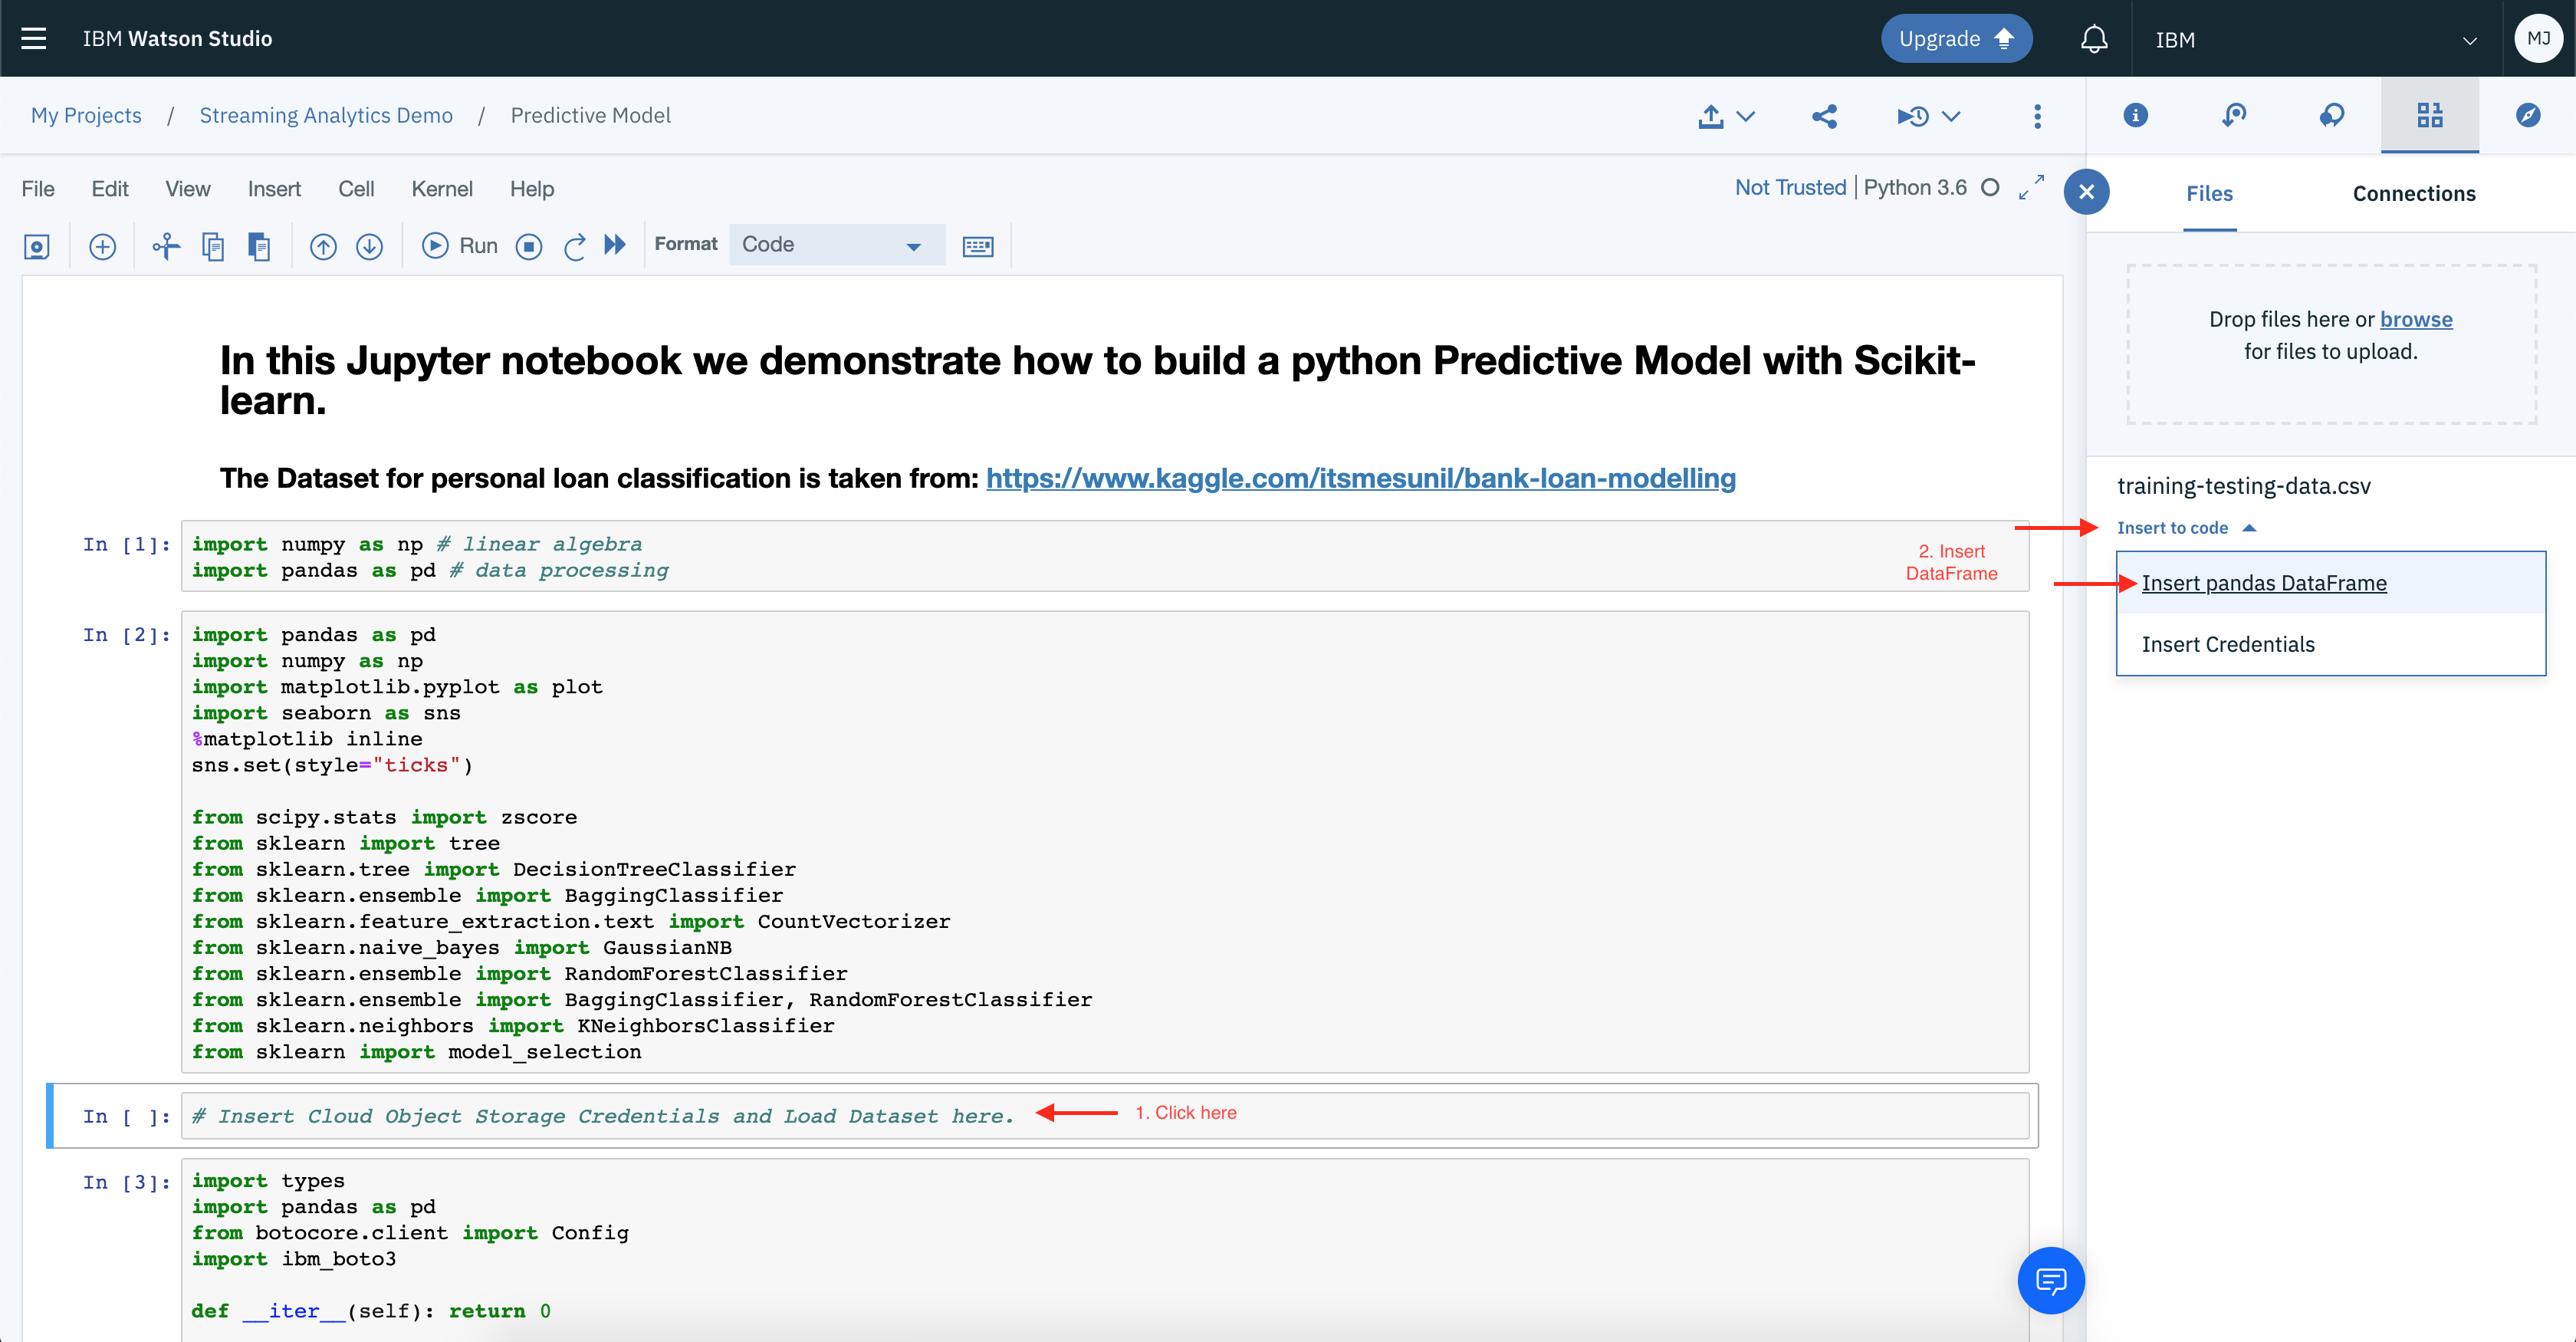 IBM Watson Studio
Upgrade
IBM
MJ
My Projects / Streaming Analytics Demo / Predictive Model
File Edit View Insert Cell Kernel Help
Not Trusted | Python 3.6
Run
Format
Code
In this Jupyter notebook we demonstrate how to build a python Predictive Model with Scikit-
learn.
The Dataset for personal loan classification is taken from: https://www.kaggle.com/itsmesunil/bank-loan-modelling
In [1]:
import numpy as np # linear algebra
import pandas as pd # data processing
2. Insert
DataFrame
In [2]:
import pandas as pd
import numpy as np
import matplotlib.pyplot as plot
import seaborn as sns
%matplotlib inline
sns.set(style="ticks")
from scipy.stats import zscore
from sklearn import tree
from sklearn.tree import DecisionTreeClassifier
from sklearn.ensemble import BaggingClassifier
from sklearn.feature_extraction.text import CountVectorizer
from sklearn.naive_bayes import GaussianNB
from sklearn.ensemble import RandomForestClassifier
from sklearn.ensemble import BaggingClassifier, RandomForestClassifier
from sklearn.neighbors import KNeighborsClassifier
from sklearn import model_selection
In [ ]:
# Insert Cloud Object Storage Credentials and Load Dataset here.
1. Click here
In [3]:
import types
import pandas as pd
from botocore.client import Config
import ibm_boto3
def __iter__(self): return 0
Files
Connections
Drop files here or browse
for files to upload.
training-testing-data.csv
Insert to code
Insert pandas DataFrame
Insert Credentials